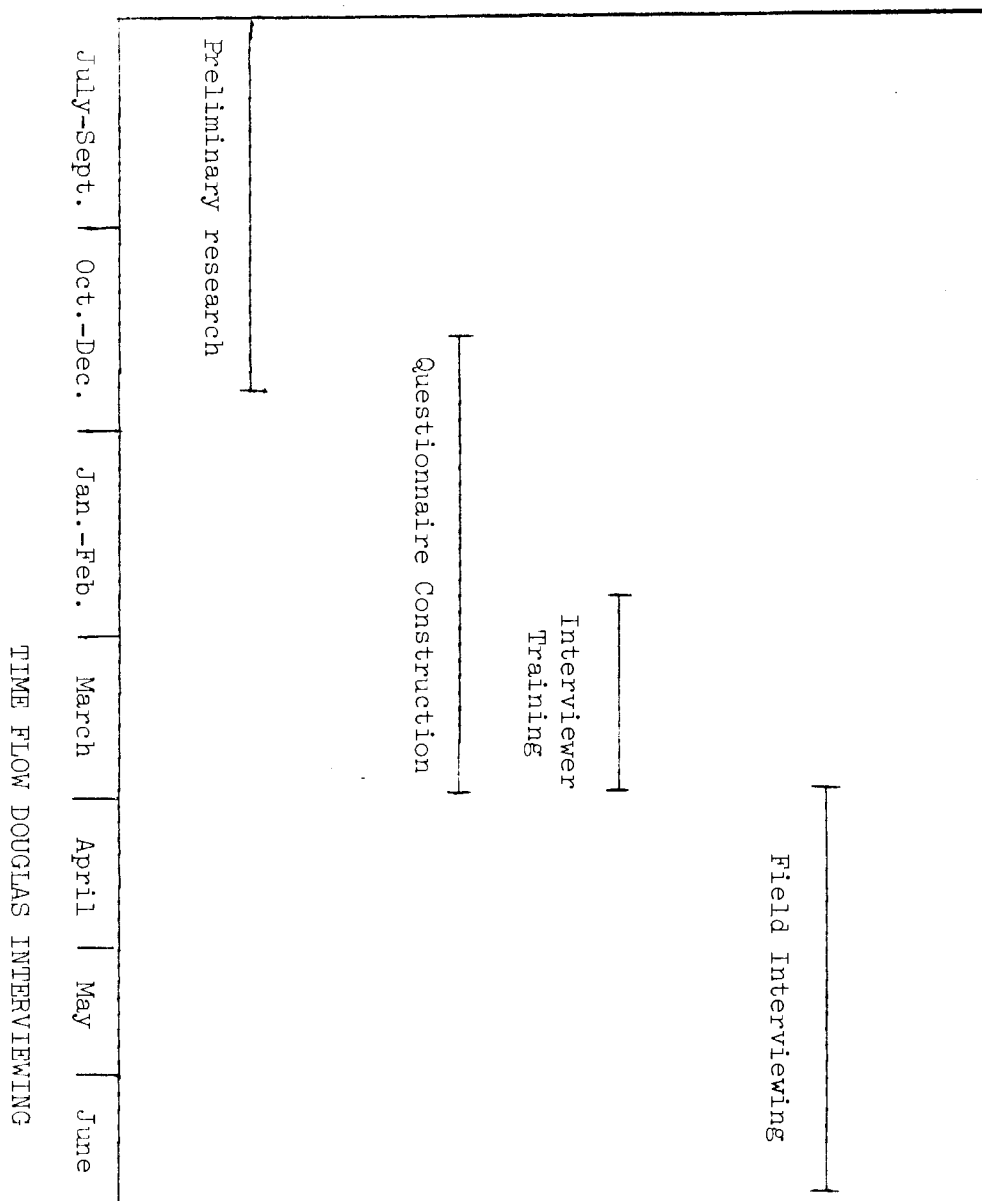 Field Interviewing
Interviewer
Training
Questionnaire Construction
Preliminary research
July-Sept. Oct.-Dec. Jan.-Feb. March April May June
TIME FLOW DOUGLAS INTERVIEWING